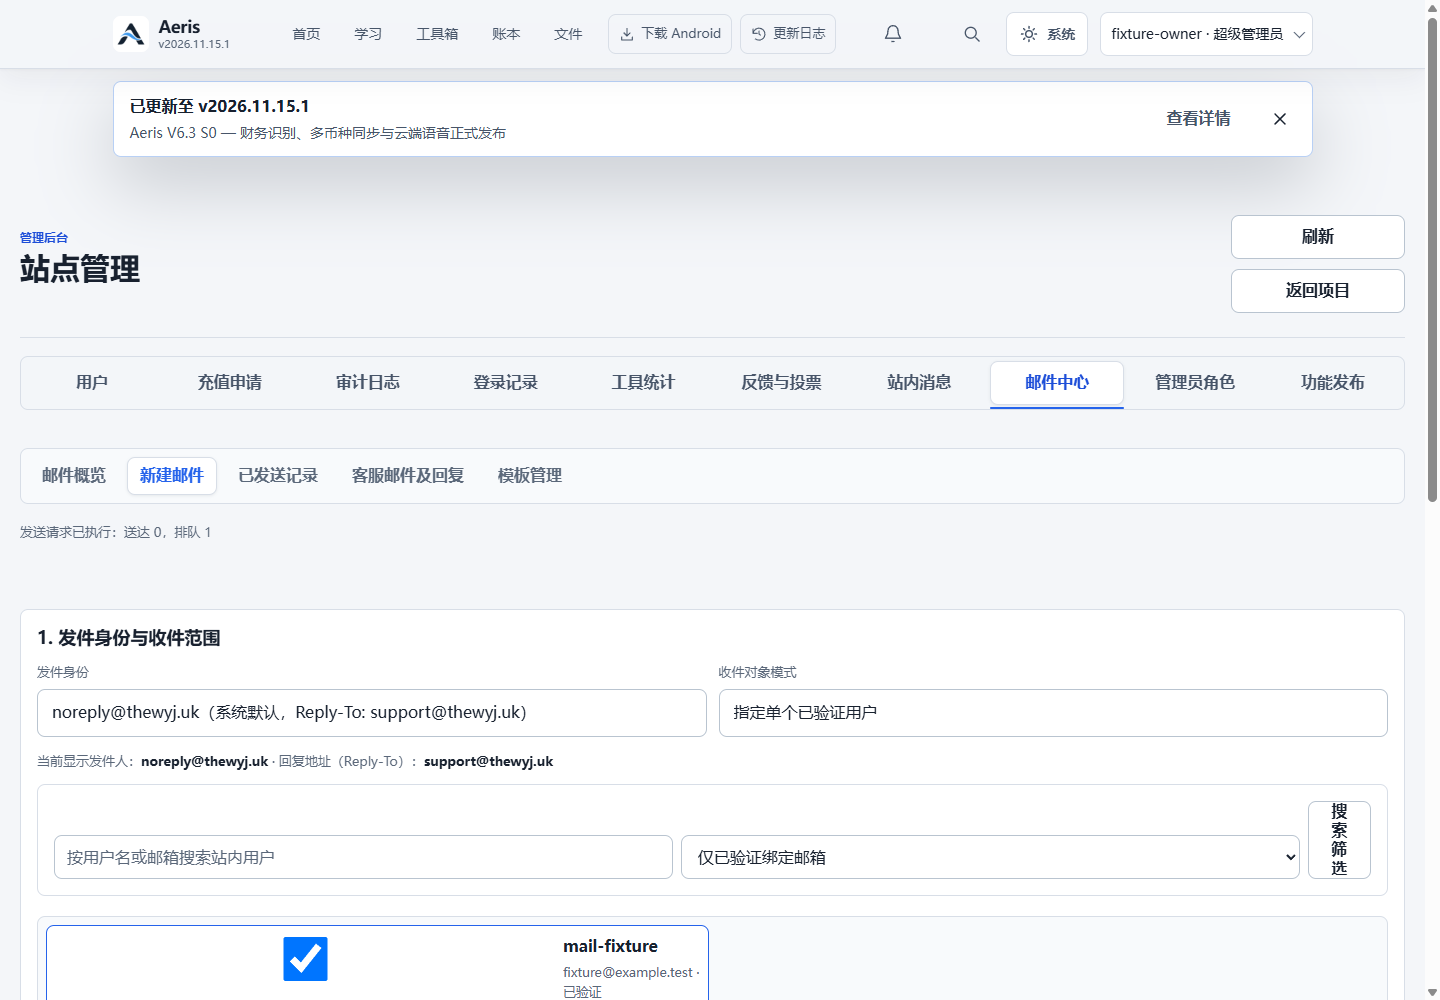 Aeris
v2026.11.15.1
首页
学习
工具箱
账本
文件
下载 Android
更新日志
系统
fixture-owner · 超级管理员
已更新至 v2026.11.15.1
Aeris V6.3 S0 — 财务识别、多币种同步与云端语音正式发布
查看详情
管理后台
站点管理
刷新
返回项目
用户
充值申请
审计日志
登录记录
工具统计
反馈与投票
站内消息
邮件中心
管理员角色
功能发布
邮件概览
新建邮件
已发送记录
客服邮件及回复
模板管理
发送请求已执行：送达 0，排队 1
1. 发件身份与收件范围
发件身份
收件对象模式
noreply@thewyj.uk（系统默认，Reply-To: support@thewyj.uk）
指定单个已验证用户
当前显示发件人：noreply@thewyj.uk · 回复地址（Reply-To）：support@thewyj.uk
按用户名或邮箱搜索站内用户
仅已验证绑定邮箱
搜索筛选
mail-fixture
fixture@example.test ·
已验证